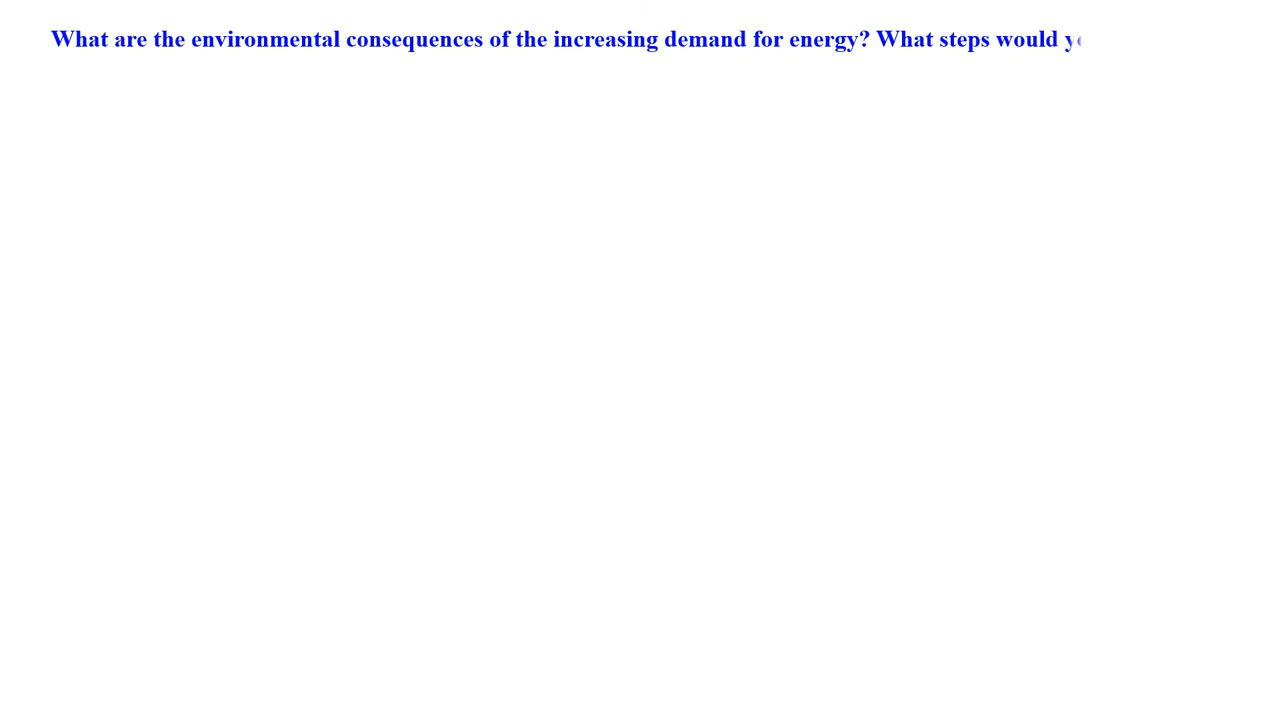 What are the environmental consequences of the increasing demand for energy? What steps would